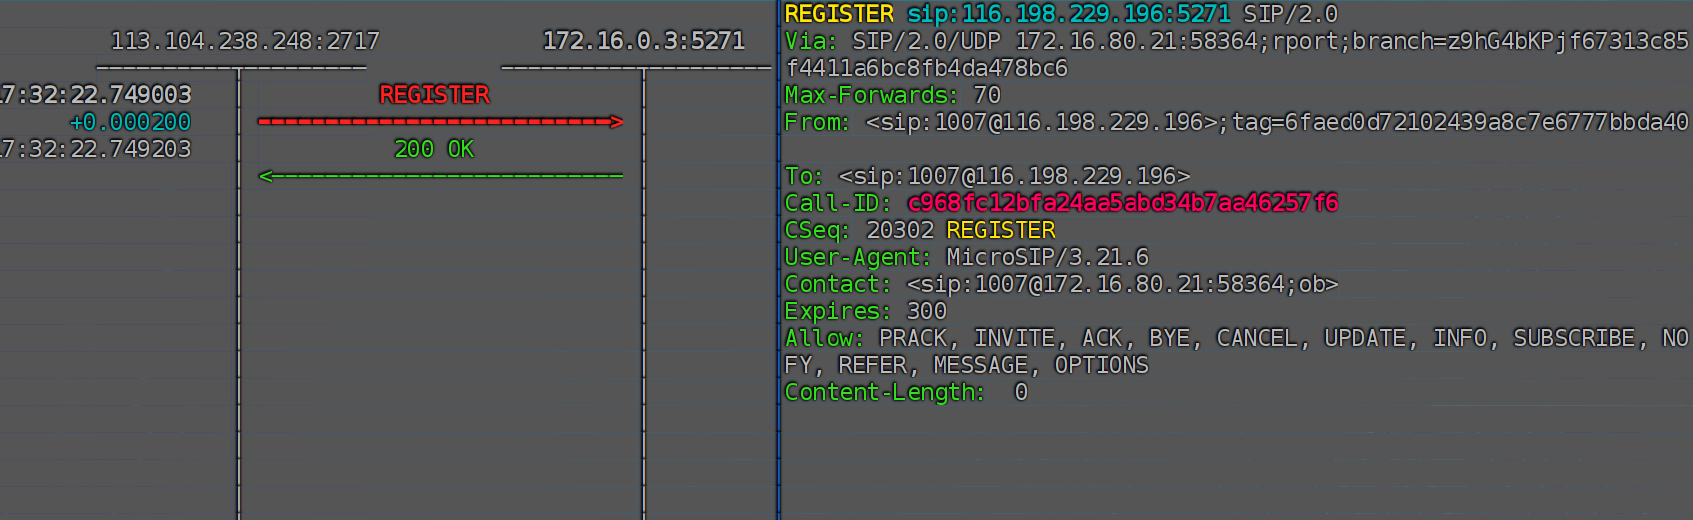 113.104.238.248:2717 172.16.0.3:5271
7:32:22.749003 REGISTER
+0.000200
7:32:22.749203 200 OK
REGISTER sip:116.198.229.196:5271 SIP/2.0
Via: SIP/2.0/UDP 172.16.80.21:58364;rport;branch=z9hG4bKPjf67313c85
f4411a6bc8fb4da478bc6
Max-Forwards: 70
From: <sip:1007@116.198.229.196>;tag=6faed0d72102439a8c7e6777bbda40
To: <sip:1007@116.198.229.196>
Call-ID: c968fc12bfa24aa5abd34b7aa46257f6
CSeq: 20302 REGISTER
User-Agent: MicroSIP/3.21.6
Contact: <sip:1007@172.16.80.21:58364;ob>
Expires: 300
Allow: PRACK, INVITE, ACK, BYE, CANCEL, UPDATE, INFO, SUBSCRIBE, NO
FY, REFER, MESSAGE, OPTIONS
Content-Length:  0